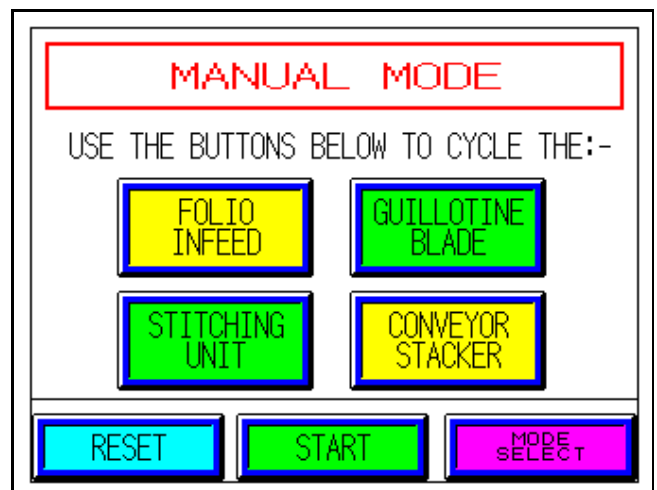 MANUAL MODE
USE THE BUTTONS BELOW TO CYCLE THE:-
FOLIO
INFEED
GUILLOTINE
BLADE
STITCHING
UNIT
CONVEYOR
STACKER
RESET
START
MODE
SELECT